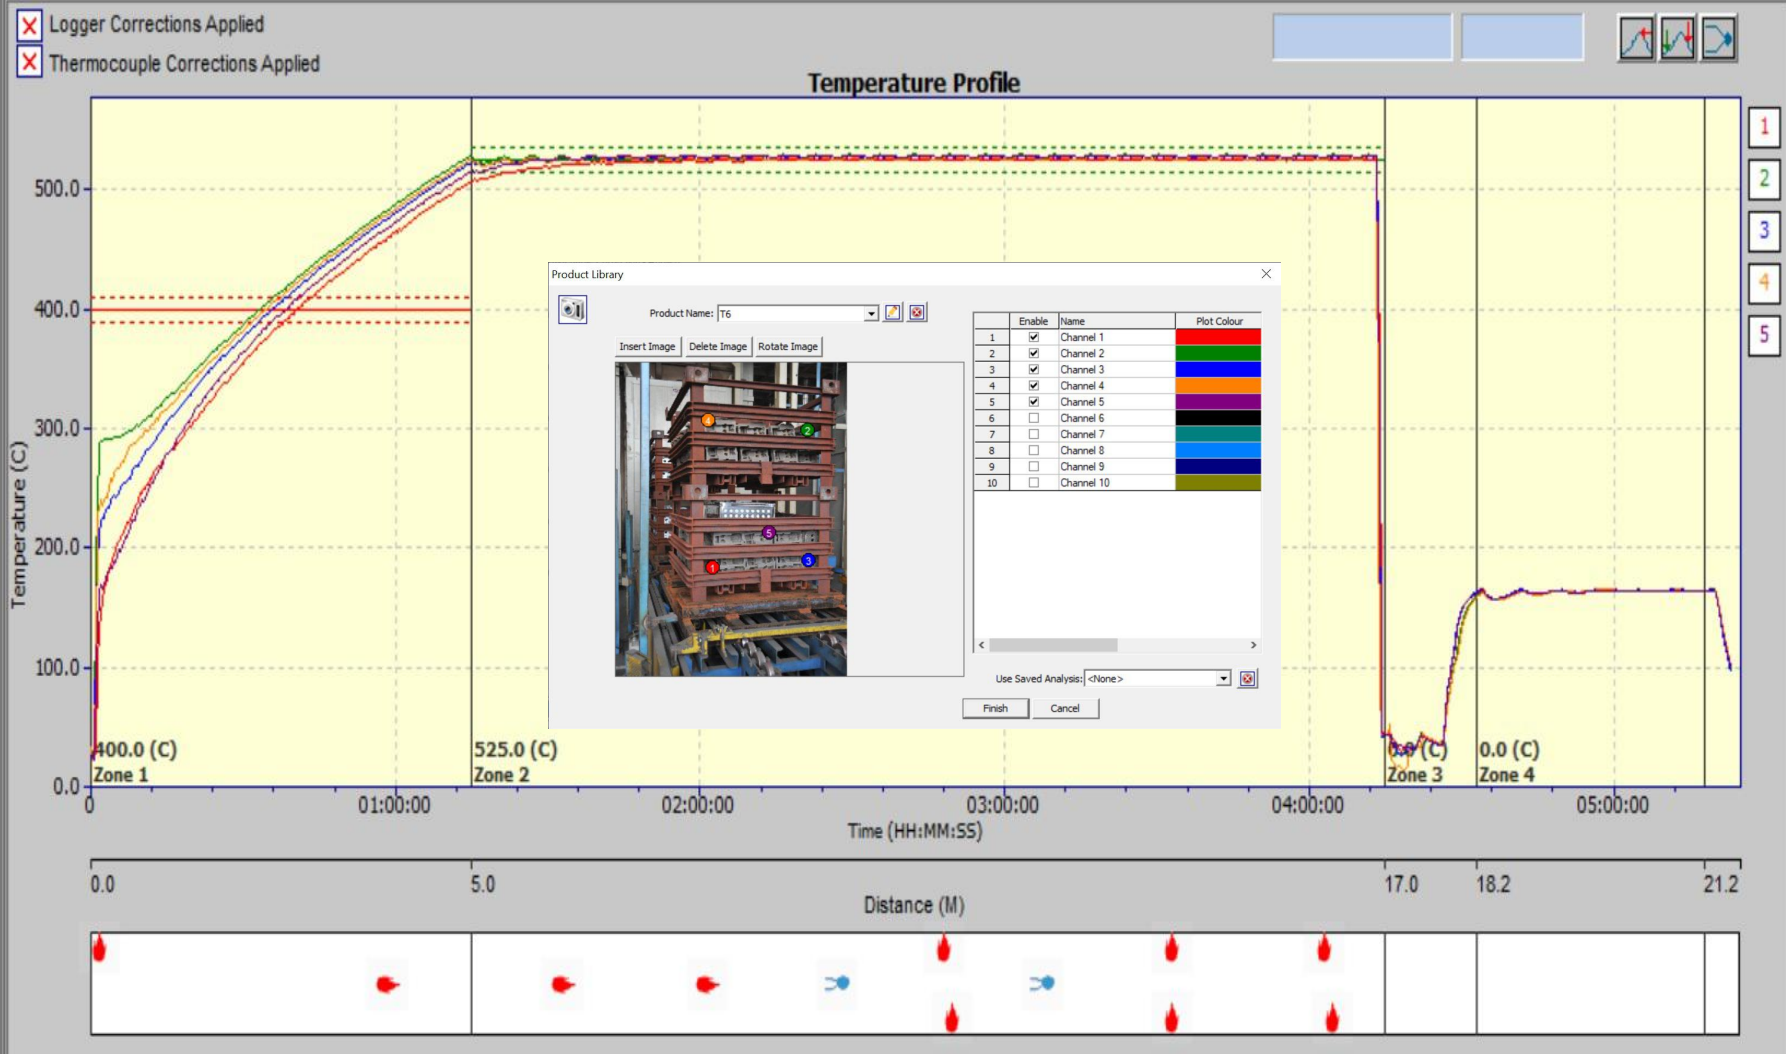 Logger Corrections Applied
Thermocouple Corrections Applied
Temperature Profile
1
2
3
4
5
500.0
400.0
300.0
200.0
100.0
0.0
Temperature (C)
400.0 (C)
Zone 1
525.0 (C)
Zone 2
(C)
Zone 3
0.0 (C)
Zone 4
0
01:00:00
02:00:00
03:00:00
04:00:00
05:00:00
Time (HH:MM:SS)
Product Library
Product Name: T6
Insert Image Delete Image Rotate Image
4
2
5
3
1
Enable Name Plot Colour
1 Channel 1
2 Channel 2
3 Channel 3
4 Channel 4
5 Channel 5
6 Channel 6
7 Channel 7
8 Channel 8
9 Channel 9
10 Channel 10
Use Saved Analysis: <None>
Finish Cancel
0.0 5.0 17.0 18.2 21.2
Distance (M)